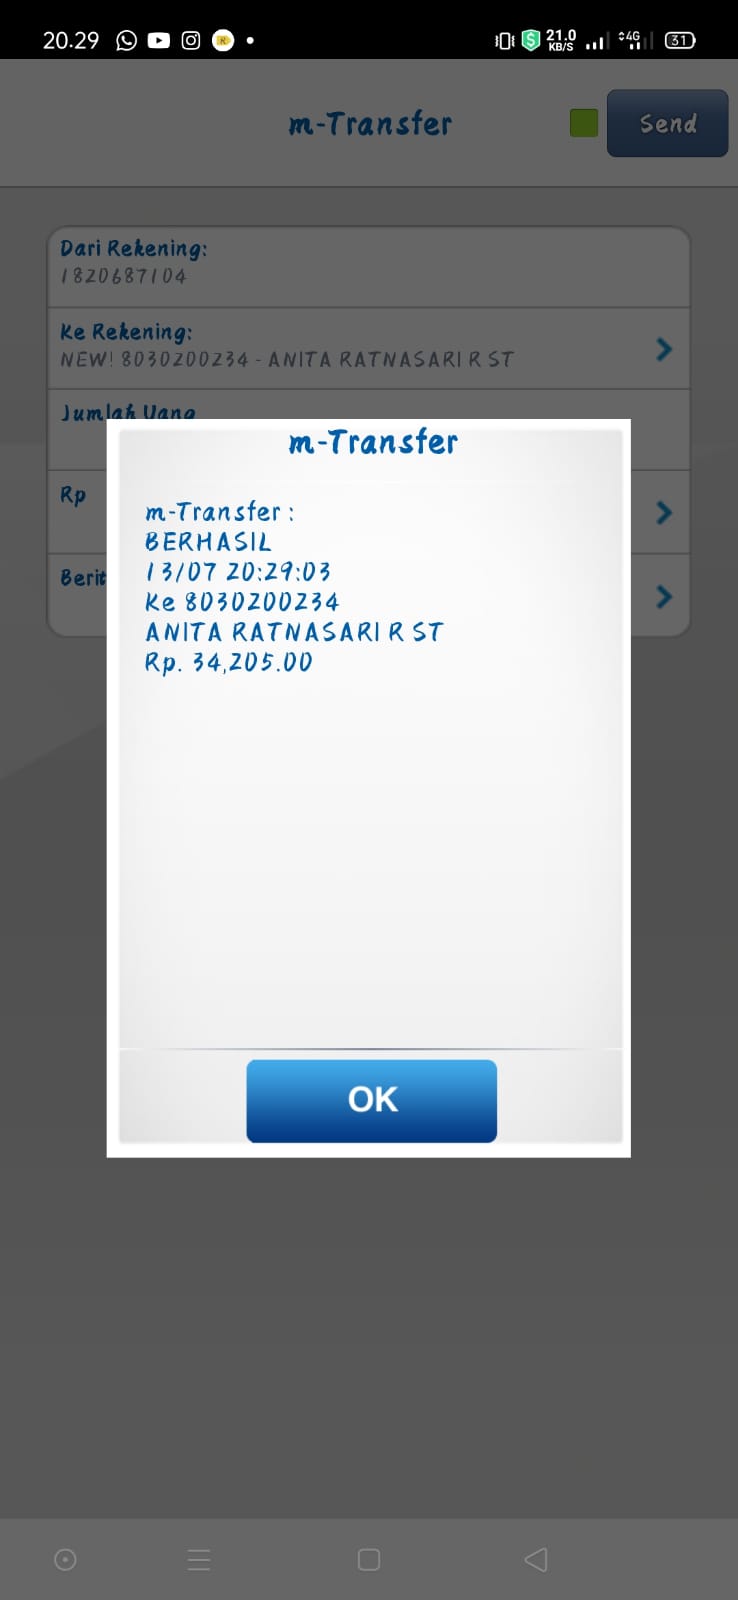 20.29
21.0
KB/S
4G
31
m-Transfer
Send
Dari Rekening:
1820687104
Ke Rekening:
NEW! 8030200234 - ANITA RATNASARI R ST
Jumlah Uang
Rp
Berit
m-Transfer
m-Transfer :
BERHASIL
13/07 20:29:03
Ke 8030200234
ANITA RATNASARI R ST
Rp. 34,205.00
OK